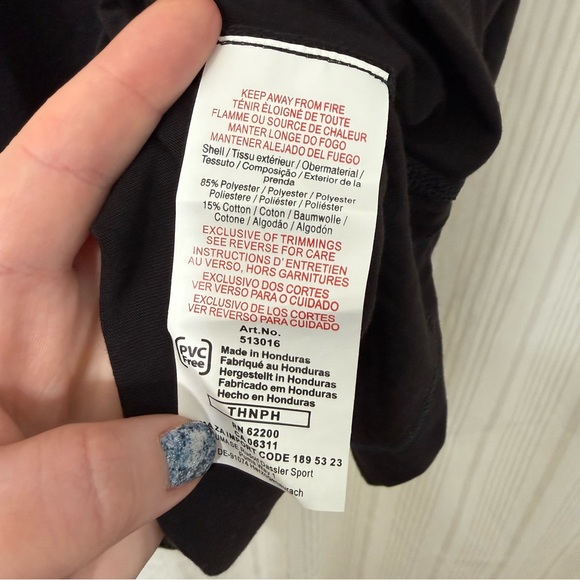 KEEP AWAY FROM FIRE
TÉNIR ÉLOIGNÉ DE TOUTE
FLAMME OU SOURCE DE CHALEUR
MANTER LONGE DO FOGO
MANTENER ALEJADO DEL FUEGO
Shell / Tissu extérieur / Obermaterial /
Tessuto / Composição / Exterior de la
prenda
85% Polyester / Polyester / Polyester
Poliestere / Poliéster / Poliéster
15% Cotton / Coton / Baumwolle /
Cotone / Algodão / Algodón
EXCLUSIVE OF TRIMMINGS
SEE REVERSE FOR CARE
INSTRUCTIONS D'ENTRETIEN
AU VERSO, HORS GARNITURES
EXCLUSIVO DOS CORTES
VER VERSO PARA O CUIDADO
EXCLUSIVO DE LOS CORTES
VER REVERSO PARA CUIDADO
Art.No.
513016
PVC
Free
Made in Honduras
Fabriqué au Honduras
Hergestellt in Honduras
Fabricado em Honduras
Hecho en Honduras
THNPH
RN 62200
CA 06311
IMPORT CODE 189 53 23
Sport
DE-91074